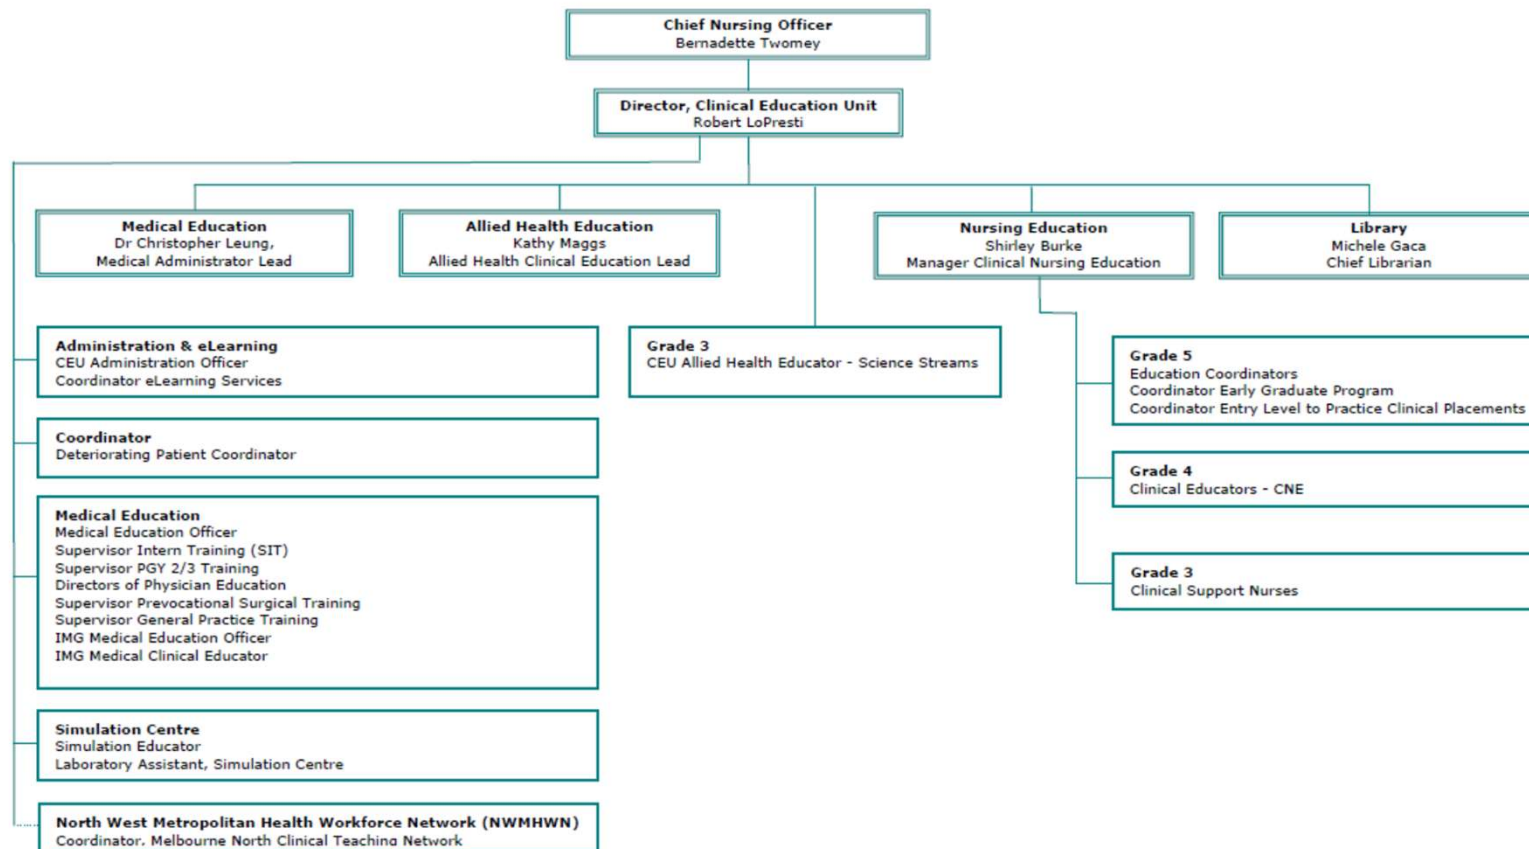 Chief Nursing Officer
Bernadette Twomey
Director, Clinical Education Unit
Robert LoPresti
Medical Education
Dr Christopher Leung,
Medical Administrator Lead
Allied Health Education
Kathy Maggs
Allied Health Clinical Education Lead
Nursing Education
Shirley Burke
Manager Clinical Nursing Education
Library
Michele Gaca
Chief Librarian
Administration & eLearning
CEU Administration Officer
Coordinator eLearning Services
Coordinator
Deteriorating Patient Coordinator
Medical Education
Medical Education Officer
Supervisor Intern Training (SIT)
Supervisor PGY 2/3 Training
Directors of Physician Education
Supervisor Prevocational Surgical Training
Supervisor General Practice Training
IMG Medical Education Officer
IMG Medical Clinical Educator
Simulation Centre
Simulation Educator
Laboratory Assistant, Simulation Centre
North West Metropolitan Health Workforce Network (NWMHWN)
Coordinator, Melbourne North Clinical Teaching Network
Grade 3
CEU Allied Health Educator - Science Streams
Grade 5
Education Coordinators
Coordinator Early Graduate Program
Coordinator Entry Level to Practice Clinical Placements
Grade 4
Clinical Educators - CNE
Grade 3
Clinical Support Nurses